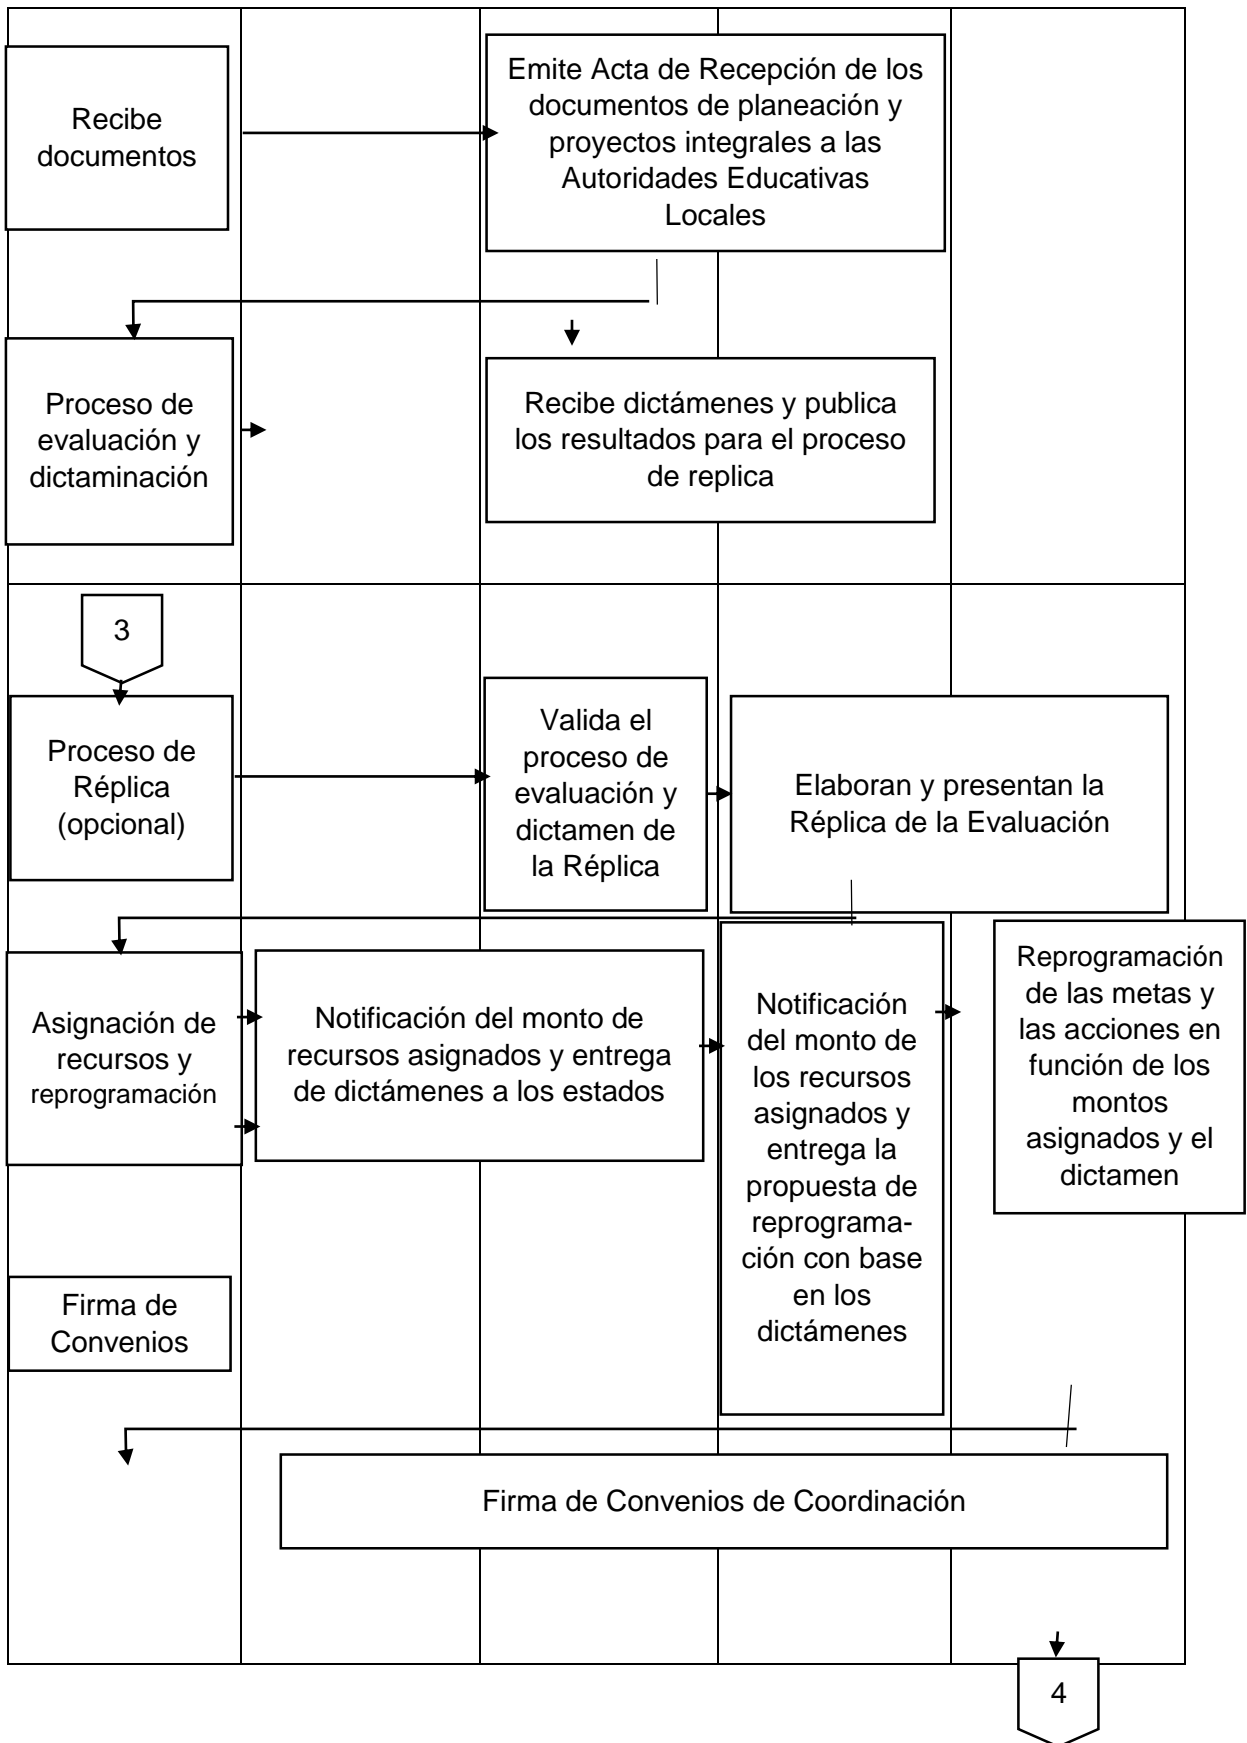 Recibe
documentos
Emite Acta de Recepción de los
documentos de planeación y
proyectos integrales a las
Autoridades Educativas
Locales
Proceso de
evaluación y
dictaminación
Recibe dictámenes y publica
los resultados para el proceso
de replica
3
Proceso de
Réplica
(opcional)
Valida el
proceso de
evaluación y
dictamen de
la Réplica
Elaboran y presentan la
Réplica de la Evaluación
Asignación de
recursos y
reprogramación
Notificación del monto de
recursos asignados y entrega
de dictámenes a los estados
Notificación
del monto de
los recursos
asignados y
entrega la
propuesta de
reprograma-
ción con base
en los
dictámenes
Reprogramación
de las metas y
las acciones en
función de los
montos
asignados y el
dictamen
Firma de
Convenios
Firma de Convenios de Coordinación
4